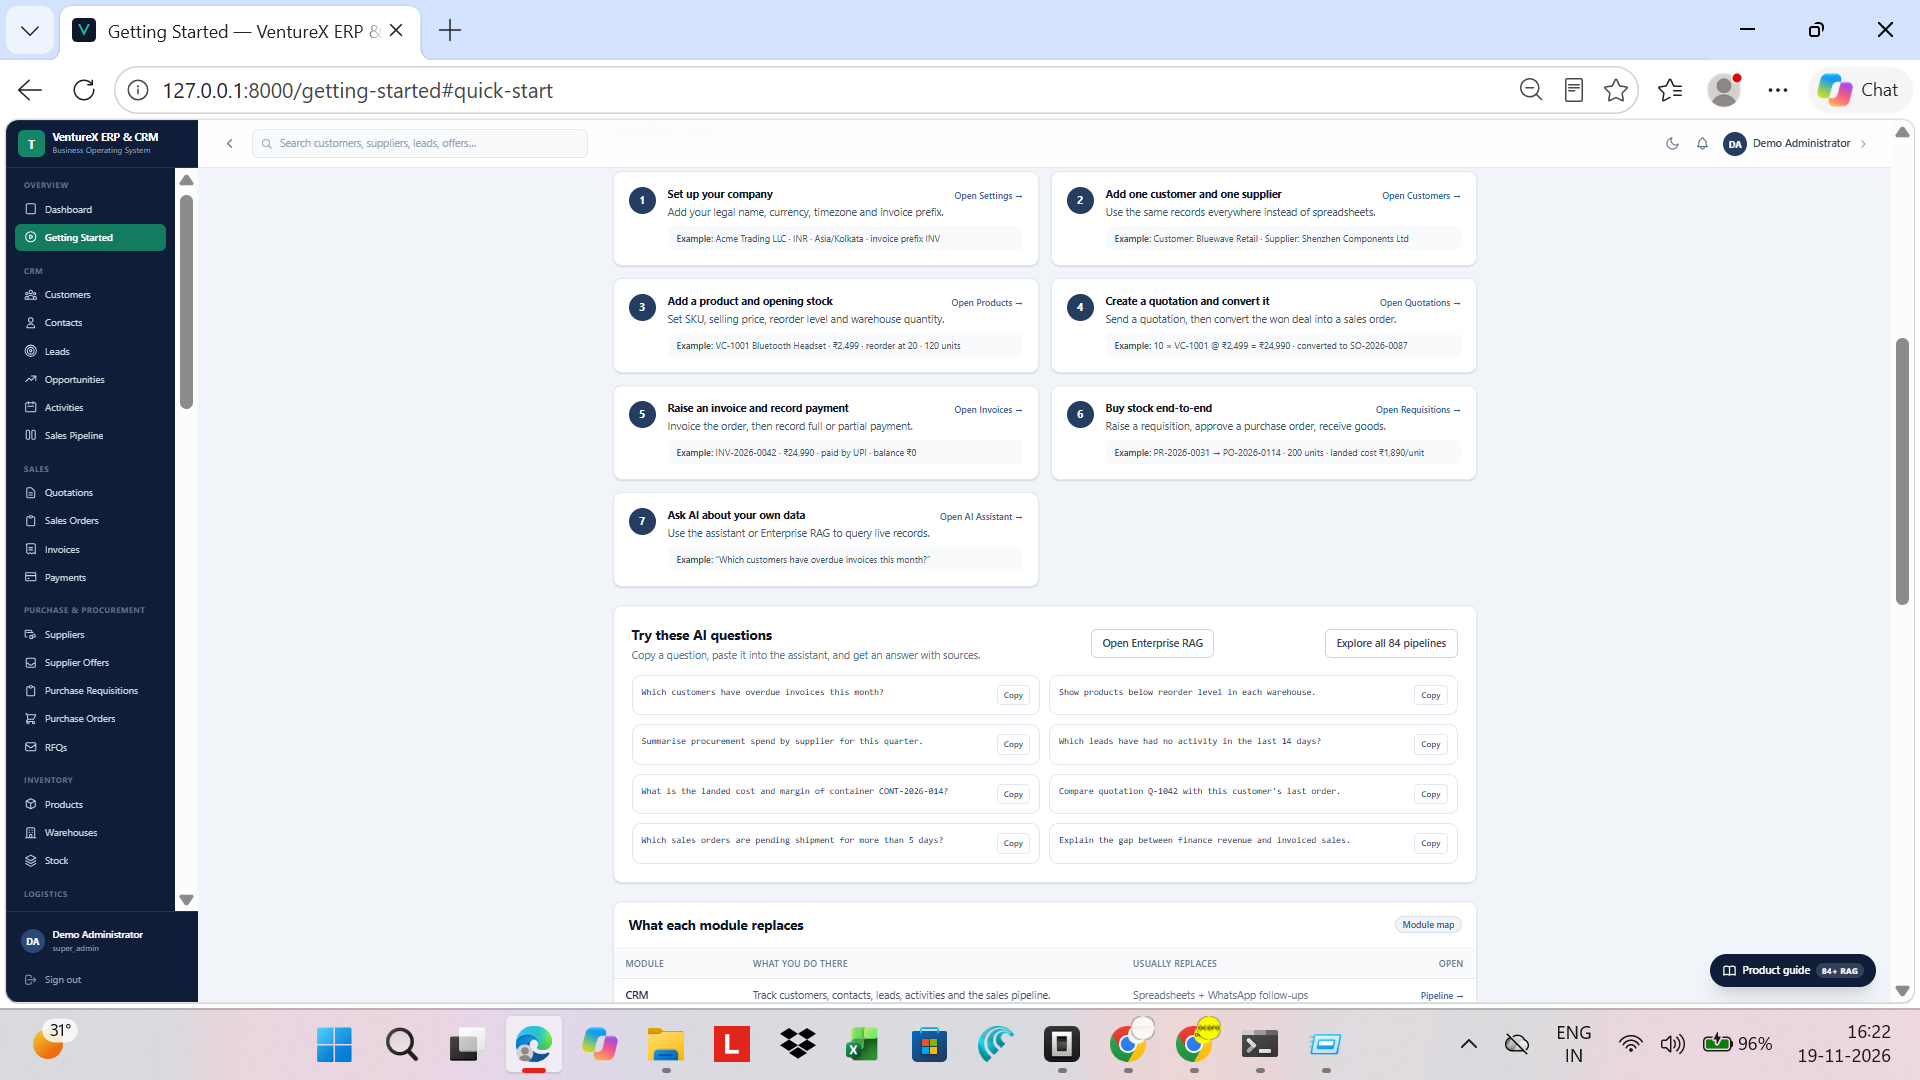 Getting Started — VentureX ERP &
127.0.0.1:8000/getting-started#quick-start
Chat
T
VentureX ERP & CRM
Business Operating System
Search customers, suppliers, leads, offers...
DA
Demo Administrator
OVERVIEW
Dashboard
Getting Started
CRM
Customers
Contacts
Leads
Opportunities
Activities
Sales Pipeline
SALES
Quotations
Sales Orders
Invoices
Payments
PURCHASE & PROCUREMENT
Suppliers
Supplier Offers
Purchase Requisitions
Purchase Orders
RFQs
INVENTORY
Products
Warehouses
Stock
LOGISTICS
DA
Demo Administrator
super_admin
Sign out
1
Set up your company
Open Settings →
Add your legal name, currency, timezone and invoice prefix.
Example: Acme Trading LLC · INR · Asia/Kolkata · invoice prefix INV
2
Add one customer and one supplier
Open Customers →
Use the same records everywhere instead of spreadsheets.
Example: Customer: Bluewave Retail · Supplier: Shenzhen Components Ltd
3
Add a product and opening stock
Open Products →
Set SKU, selling price, reorder level and warehouse quantity.
Example: VC-1001 Bluetooth Headset · ₹2,499 · reorder at 20 · 120 units
4
Create a quotation and convert it
Open Quotations →
Send a quotation, then convert the won deal into a sales order.
Example: 10 × VC-1001 @ ₹2,499 = ₹24,990 · converted to SO-2026-0087
5
Raise an invoice and record payment
Open Invoices →
Invoice the order, then record full or partial payment.
Example: INV-2026-0042 · ₹24,990 · paid by UPI · balance ₹0
6
Buy stock end-to-end
Open Requisitions →
Raise a requisition, approve a purchase order, receive goods.
Example: PR-2026-0031 → PO-2026-0114 · 200 units · landed cost ₹1,890/unit
7
Ask AI about your own data
Open AI Assistant →
Use the assistant or Enterprise RAG to query live records.
Example: "Which customers have overdue invoices this month?"
Try these AI questions
Copy a question, paste it into the assistant, and get an answer with sources.
Open Enterprise RAG
Explore all 84 pipelines
Which customers have overdue invoices this month?
Copy
Show products below reorder level in each warehouse.
Copy
Summarise procurement spend by supplier for this quarter.
Copy
Which leads have had no activity in the last 14 days?
Copy
What is the landed cost and margin of container CONT-2026-014?
Copy
Compare quotation Q-1042 with this customer's last order.
Copy
Which sales orders are pending shipment for more than 5 days?
Copy
Explain the gap between finance revenue and invoiced sales.
Copy
What each module replaces
Module map
MODULE
WHAT YOU DO THERE
USUALLY REPLACES
OPEN
CRM
Track customers, contacts, leads, activities and the sales pipeline.
Spreadsheets + WhatsApp follow-ups
Pipeline →
Product guide
84+ RAG
31°
L
ENG
IN
96%
16:22
19-11-2026